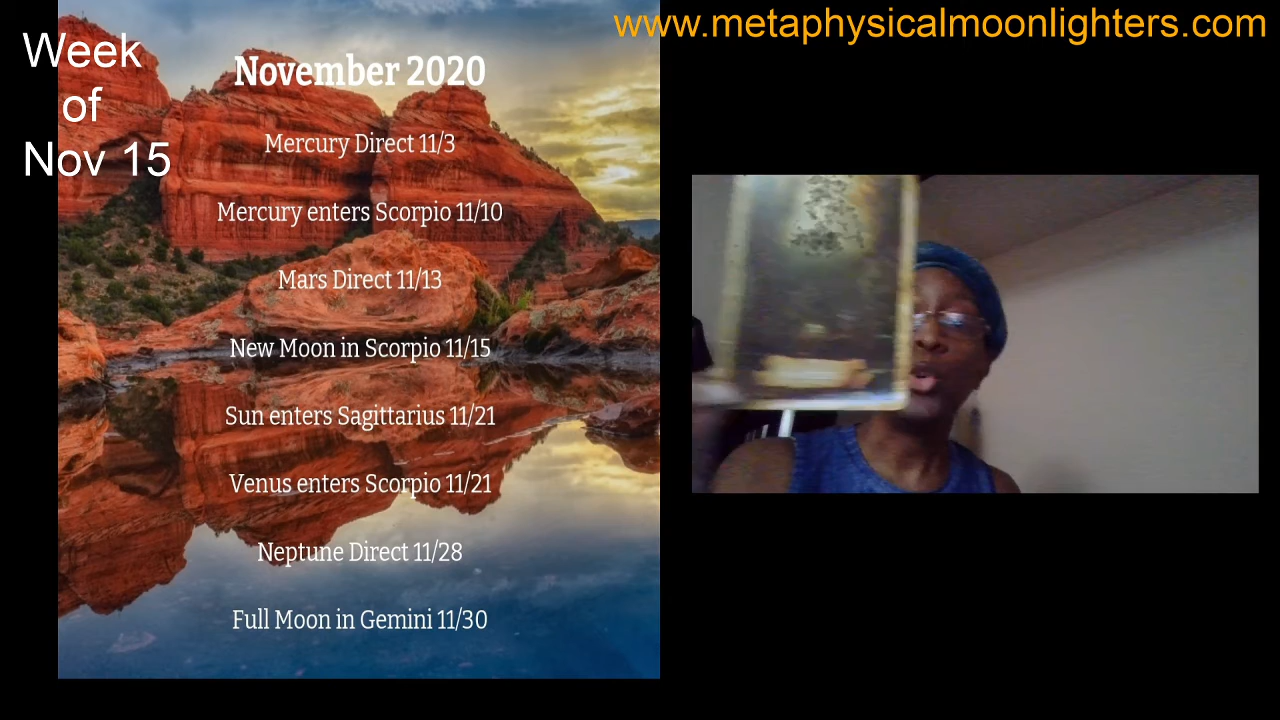 www.metaphysicalmoonlighters.com
Week
of
Nov 15
November 2020
Mercury Direct 11/3
Mercury enters Scorpio 11/10
Mars Direct 11/13
New Moon in Scorpio 11/15
Sun enters Sagittarius 11/21
Venus enters Scorpio 11/21
Neptune Direct 11/28
Full Moon in Gemini 11/30